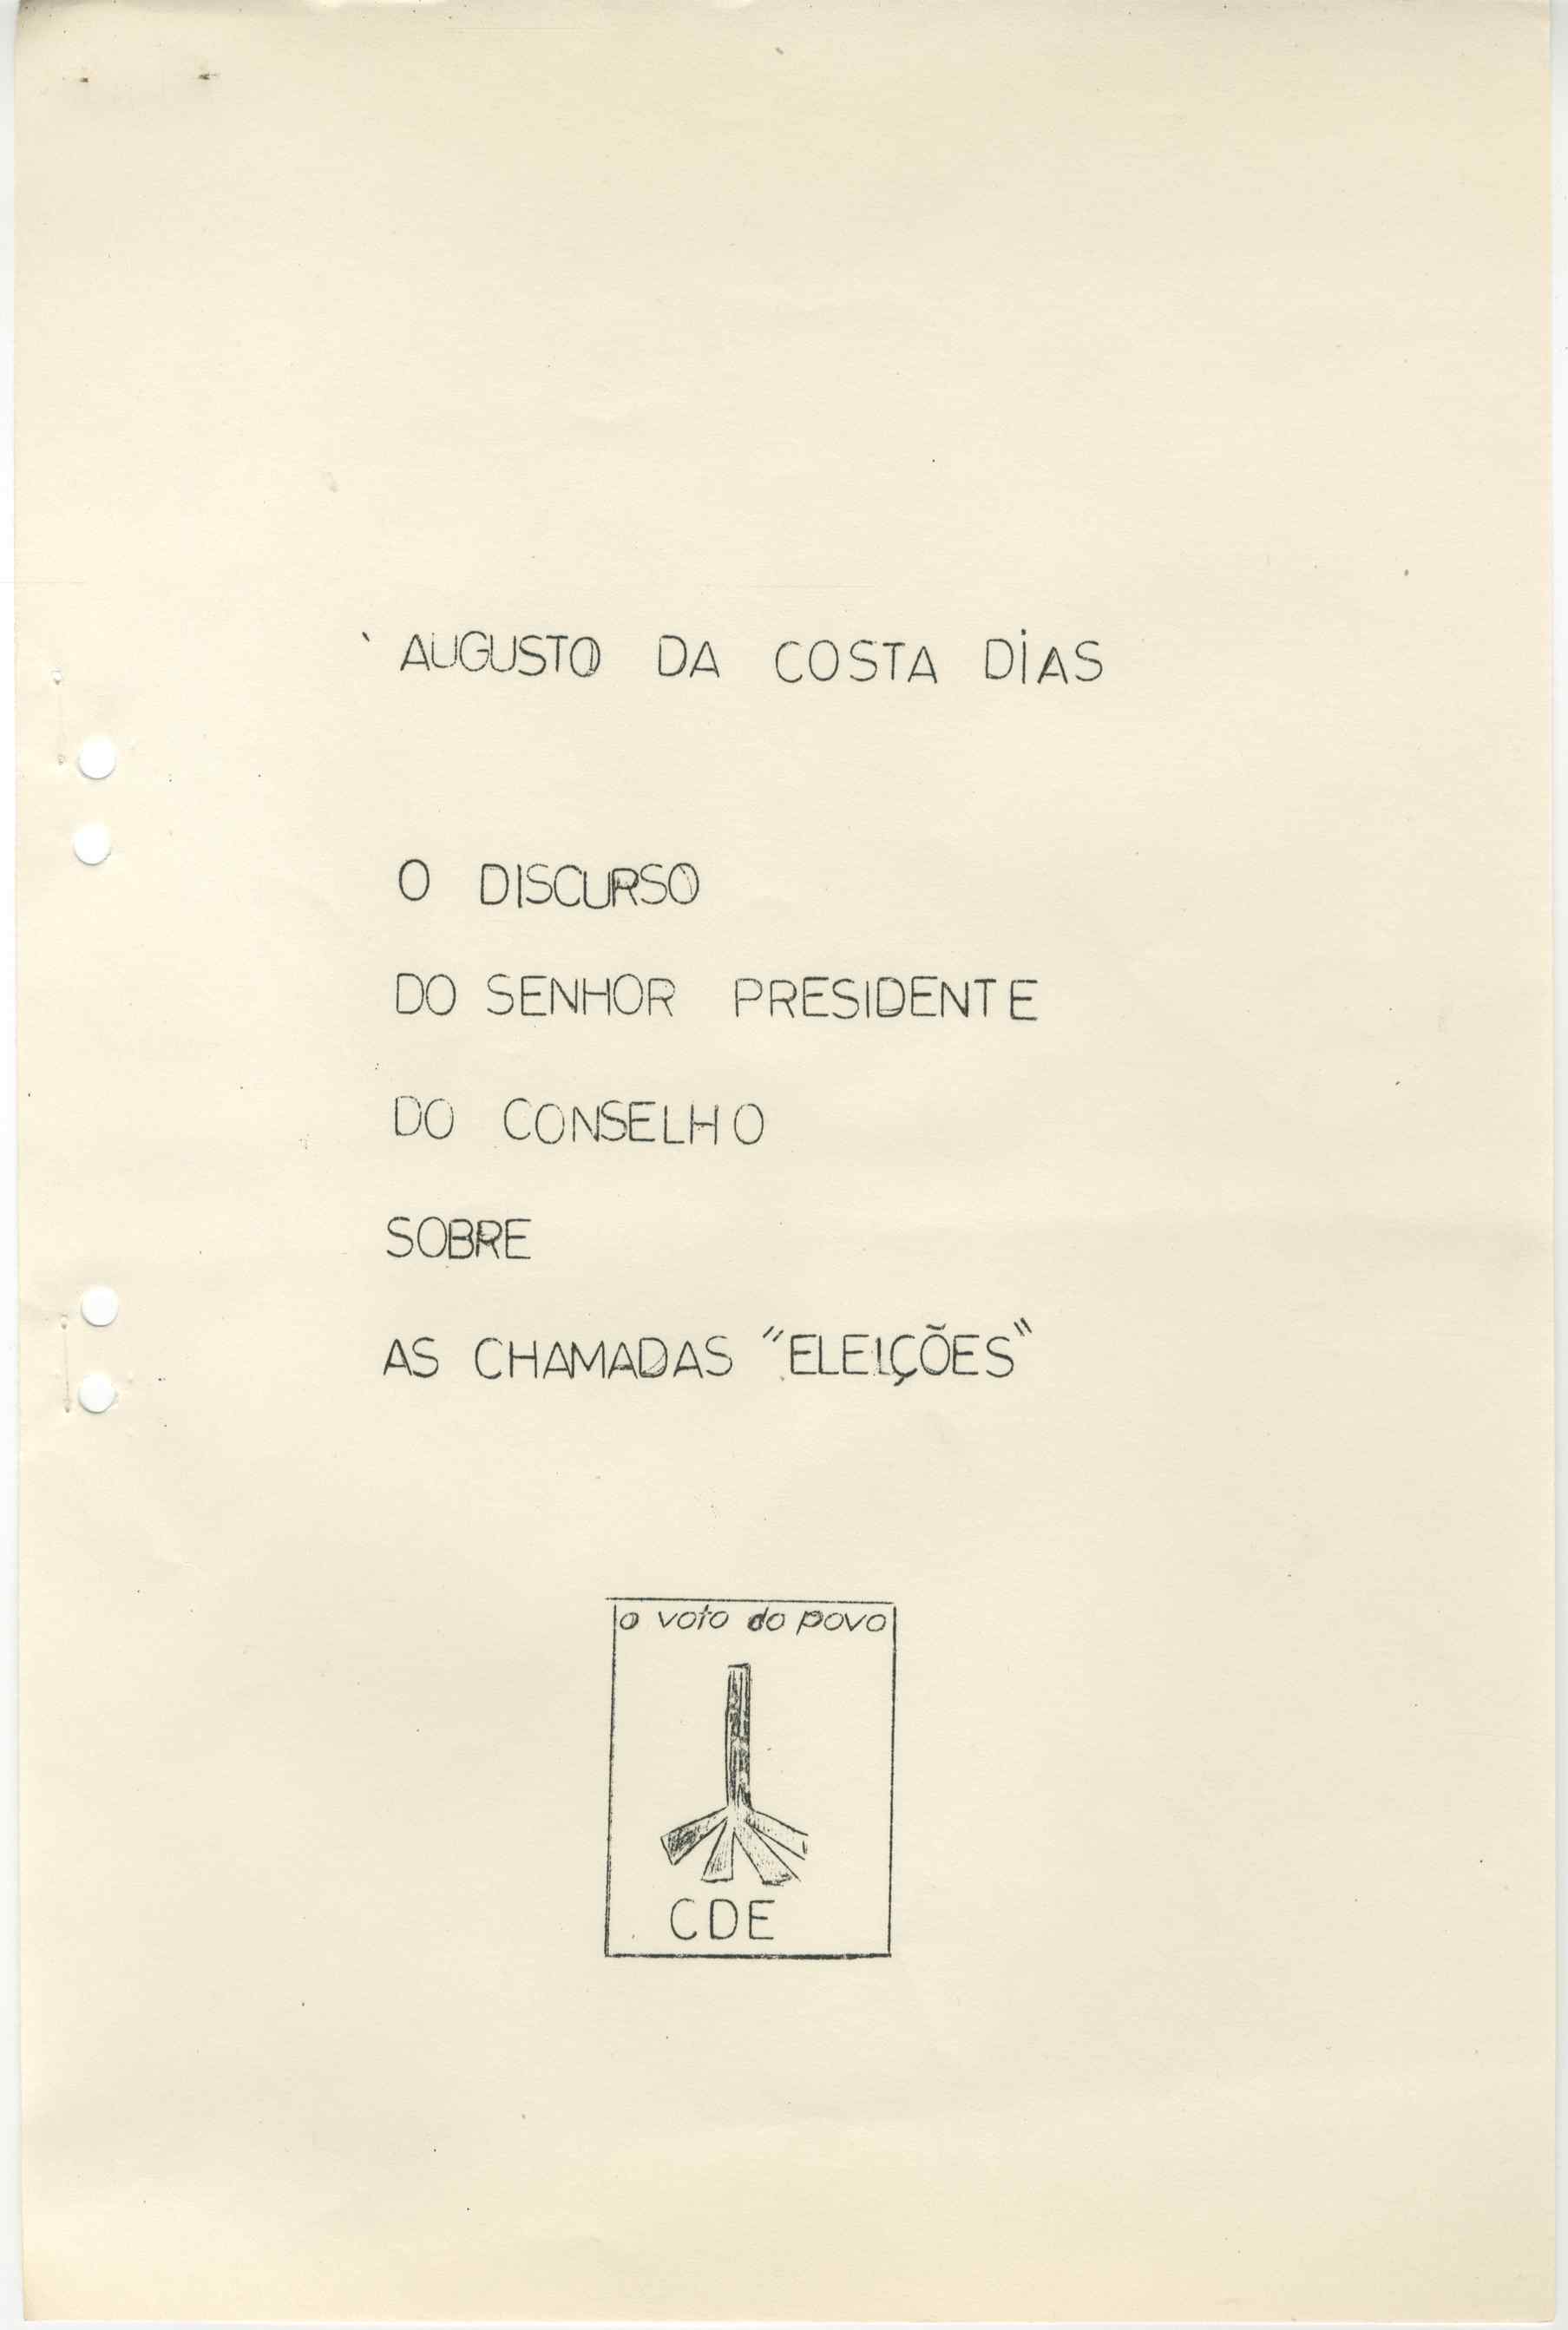 AUGUSTO DA COSTA DIAS
O DISCURSO
DO SENHOR PRESIDENTE
DO CONSELHO
SOBRE
AS CHAMADAS "ELEIÇÕES"
o voto do povo
CDE